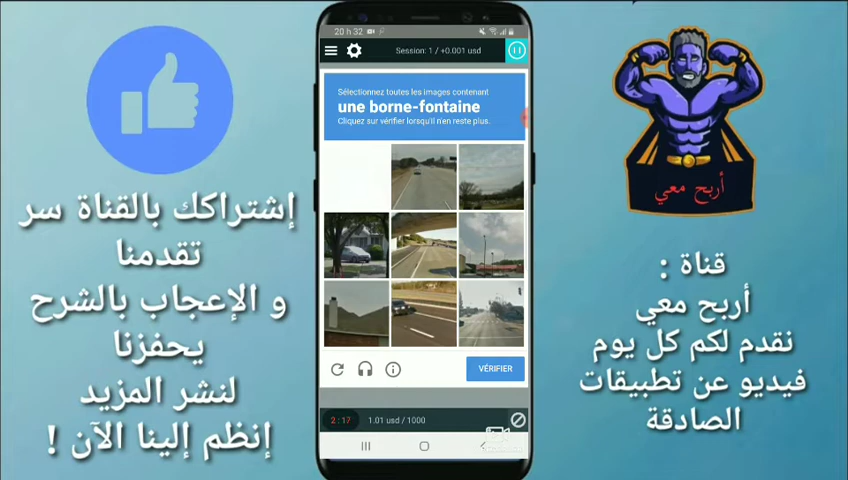 إشتراكك بالقناة سر
تقدمنا
و الإعجاب بالشرح
يحفزنا
لنشر المزيد
إنظم إلينا الآن !
20 h 32
Session: 1 / +0.001 usd
Sélectionnez toutes les images contenant
une borne-fontaine
Cliquez sur vérifier lorsqu'il n'en reste plus.
VÉRIFIER
2 : 17
1.01 usd / 1000
أربح معي
قناة :
أربح معي
نقدم لكم كل يوم
فيديو عن تطبيقات
الصادقة